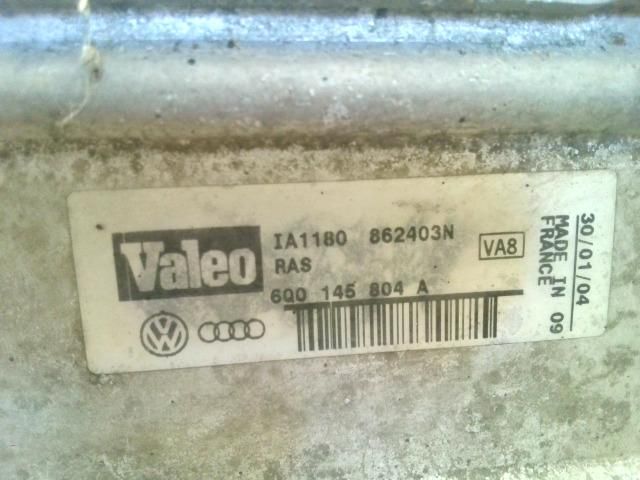 Valeo
IA1180 862403N
RAS
VA8
6Q0 145 804 A
30/01/04
MADE IN 09
FRANCE